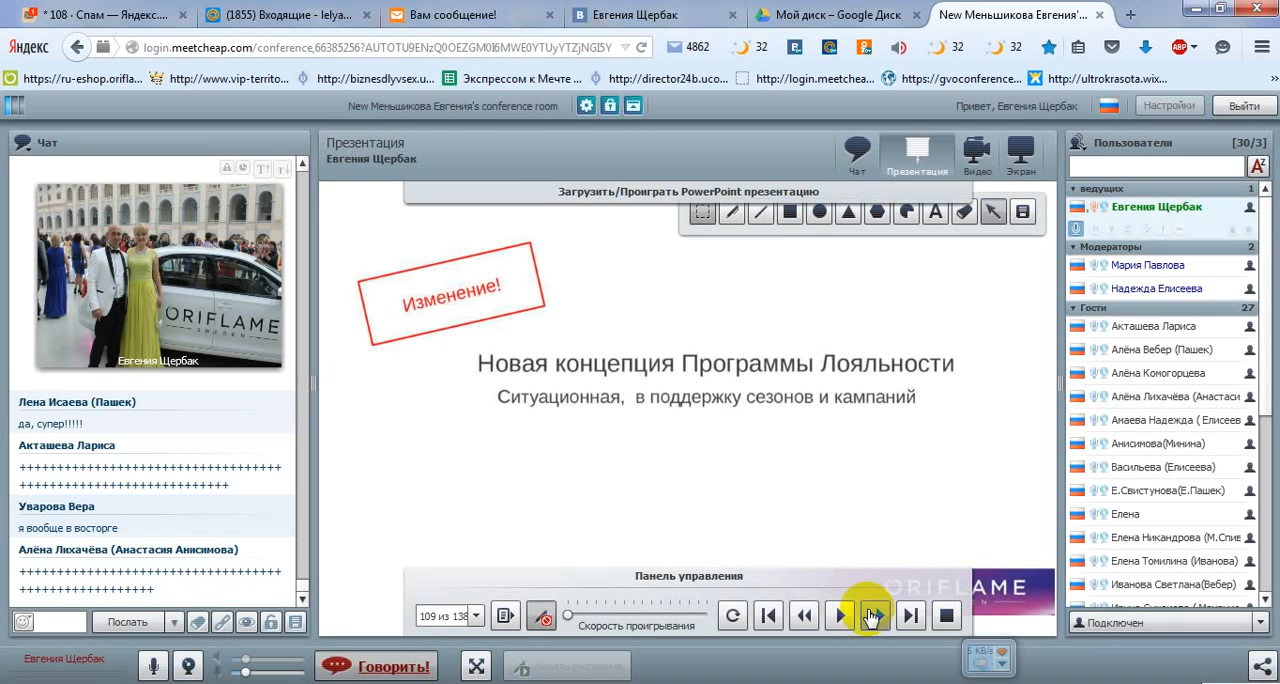 * 108 · Спам — Яндекс....
(1855) Входящие - lelya...
Вам сообщение!
Евгения Щербак
Мой диск – Google Диск
New Меньшикова Евгения'...
Яндекс
login.meetcheap.com/conference,66385256?
4862
32
32
32
ABP
https://ru-eshop.orifla...
http://www.vip-territo...
http://biznesdlyvsex.u...
Экспрессом к Мечте ...
http://director24b.uco...
http://login.meetcheap...
https://gvoconference...
http://ultrokrasota.wix...
New Меньшикова Евгения's conference room
Привет, Евгения Щербак
Настройки
Выйти
Чат
ORIFLAME
SWEDEN
Евгения Щербак
Лена Исаева (Пашек)
да, супер!!!!!
Акташева Лариса
+++++++++++++++++++++++++++++++++++
++++++++++++++++++++++++++++
Уварова Вера
я вообще в восторге
Алёна Лихачёва (Анастасия Анисимова)
+++++++++++++++++++++++++++++++++++
++++++++++++++++++
Послать
Презентация
Евгения Щербак
Чат
Презентация
Видео
Экран
Загрузить/Проиграть PowerPoint презентацию
A
Изменение!
Новая концепция Программы Лояльности
Ситуационная, в поддержку сезонов и кампаний
ORIFLAME
Панель управления
109 из 138
Скорость проигрывания
Пользователи
[30/3]
ведущих 1
Евгения Щербак
Модераторы 2
Мария Павлова
Надежда Елисеева
Гости 27
Акташева Лариса
Алёна Вебер (Пашек)
Алёна Комогорцева
Алёна Лихачёва (Анастаси
Амаева Надежда ( Елисеев
Анисимова(Минина)
Васильева (Елисеева)
Е.Свистунова(Е.Пашек)
Елена
Елена Никандрова (М.Спив
Елена Томилина (Иванова)
Иванова Светлана(Вебер)
Подключен
Евгения Щербак
Говорить!
Начать рисование
5 KB/s